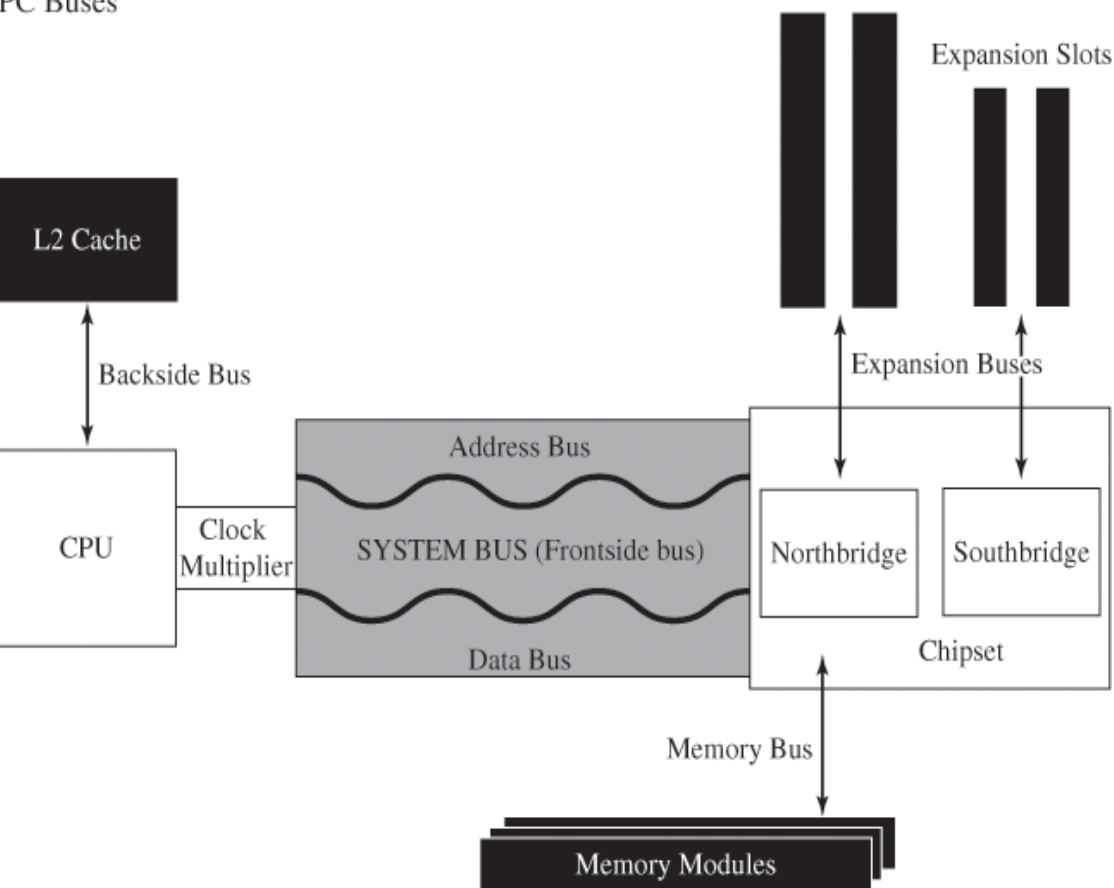 PC Buses
Expansion Slots
L2 Cache
Backside Bus
Expansion Buses
Address Bus
CPU
Clock
Multiplier
SYSTEM BUS (Frontside bus)
Northbridge
Southbridge
Data Bus
Chipset
Memory Bus
Memory Modules